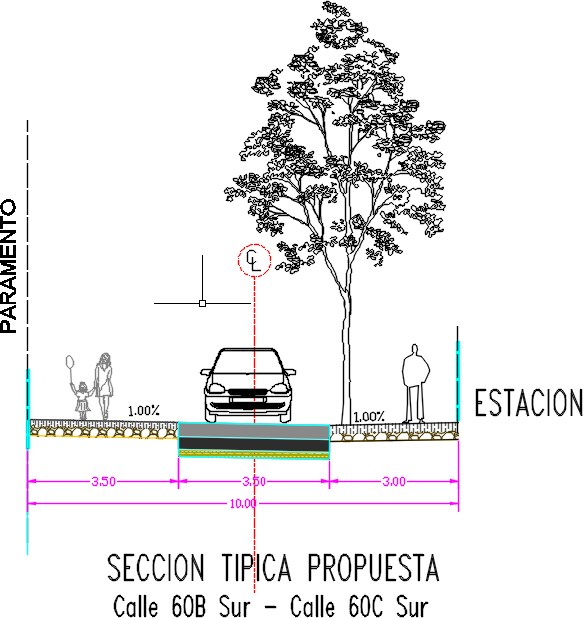 PARAMENTO
CL
1.00%
1.00%
ESTACION
3.50
3.50
3.00
10.00
SECCION TIPICA PROPUESTA
Calle 60B Sur - Calle 60C Sur